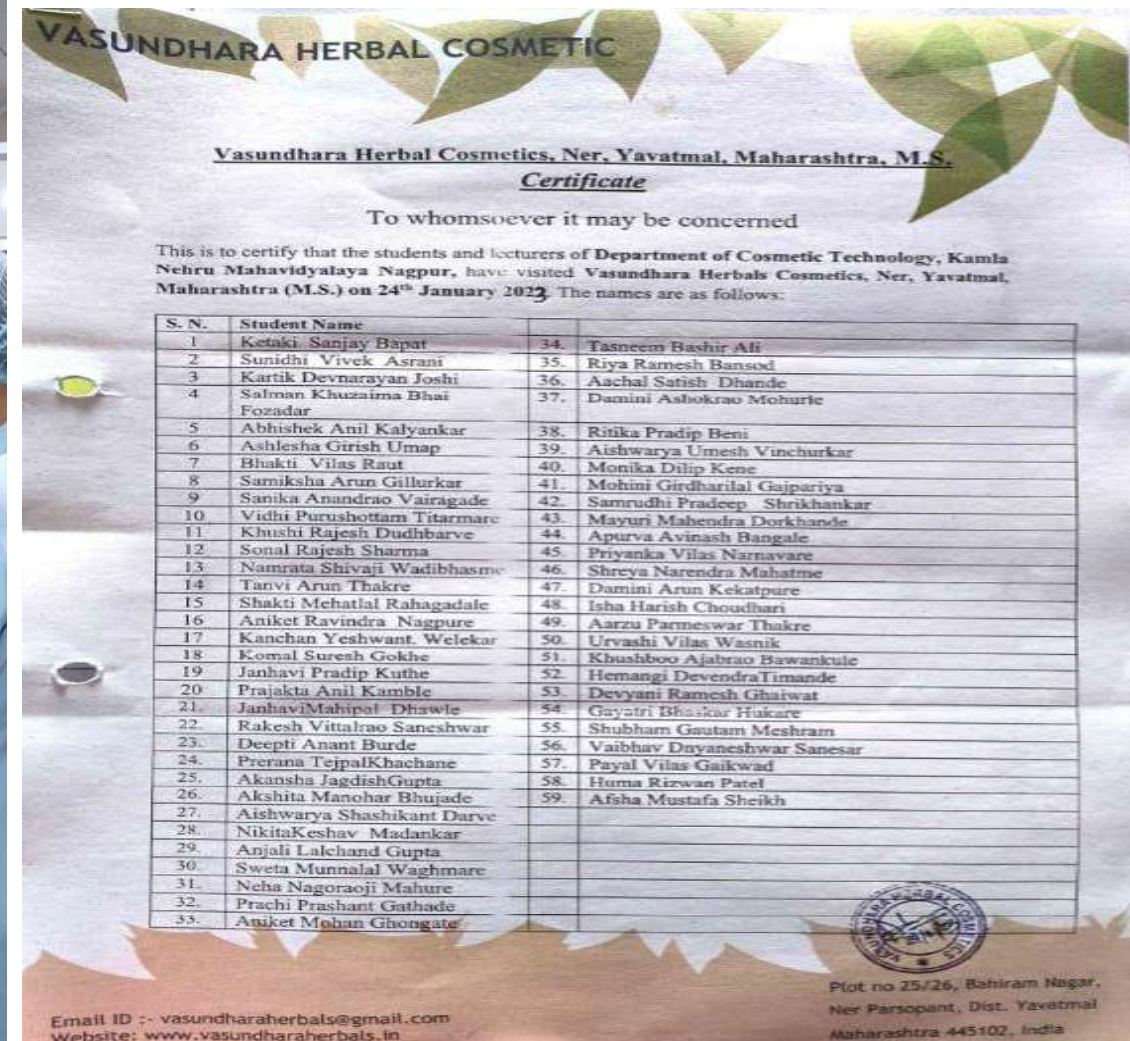 VASUNDHARA HERBAL COSMETIC
Vasundhara Herbal Cosmetics, Ner, Yavatmal, Maharashtra, M.S.
Certificate
To whomsoever it may be concerned
This is to certify that the students and lecturers of Department of Cosmetic Technology, Kamla
Nehru Mahavidyalaya Nagpur, have visited Vasundhara Herbals Cosmetics, Ner, Yavatmal,
Maharashtra (M.S.) on 24th January 2023. The names are as follows:
S. N. Student Name
1 Ketaki Sanjay Bapat 34. Tasneem Bashir Ali
2 Sunidhi Vivek Asrani 35. Riya Ramesh Bansod
3 Kartik Devnarayan Joshi 36. Aachal Satish Dhande
4 Salman Khuzaima Bhai 37. Damini Ashokrao Mohurle
Fozadar
5 Abhishek Anil Kalyankar 38. Ritika Pradip Beni
6 Ashlesha Girish Umap 39. Aishwarya Umesh Vinchurkar
7 Bhakti Vilas Raut 40. Monika Dilip Kene
8 Samiksha Arun Gillurkar 41. Mohini Girdharilal Gajpariya
9 Sanika Anandrao Vairagade 42. Samrudhi Pradeep Shrikhankar
10 Vidhi Purushottam Titarmare 43. Mayuri Mahendra Dorkhande
11 Khushi Rajesh Dudhbarve 44. Apurva Avinash Bangale
12 Sonal Rajesh Sharma 45. Priyanka Vilas Narnavare
13 Namrata Shivaji Wadibhasme 46. Shreya Narendra Mahatme
14 Tanvi Arun Thakre 47. Damini Arun Kekatpure
15 Shakti Mehatlal Rahagadale 48. Isha Harish Choudhari
16 Aniket Ravindra Nagpure 49. Aarzu Parmeswar Thakre
17 Kanchan Yeshwant. Welekar 50. Urvashi Vilas Wasnik
18 Komal Suresh Gokhe 51. Khushboo Ajabrao Bawankule
19 Janhavi Pradip Kuthe 52. Hemangi DevendraTimande
20 Prajakta Anil Kamble 53. Devyani Ramesh Ghaiwat
21. JanhaviMahipal Dhawle 54. Gayatri Bhaskar Hukare
22. Rakesh Vittalrao Saneshwar 55. Shubham Gautam Meshram
23. Deepti Anant Burde 56. Vaibhav Dnyaneshwar Sanesar
24. Prerana TejpalKhachane 57. Payal Vilas Gaikwad
25. Akansha JagdishGupta 58. Huma Rizwan Patel
26. Akshita Manohar Bhujade 59. Afsha Mustafa Sheikh
27. Aishwarya Shashikant Darve
28. NikitaKeshav Madankar
29. Anjali Lalchand Gupta
30. Sweta Munnalal Waghmare
31. Neha Nagoraoji Mahure
32. Prachi Prashant Gathade
33. Aniket Mohan Ghongate
VASUNDHARA HERBAL COSMETICS
Plot no 25/26, Bahiram Nagar,
Ner Parsopant, Dist. Yavatmal
Maharashtra 445102, India
Email ID :- vasundharaherbals@gmail.com
Website: www.vasundharaherbals.in